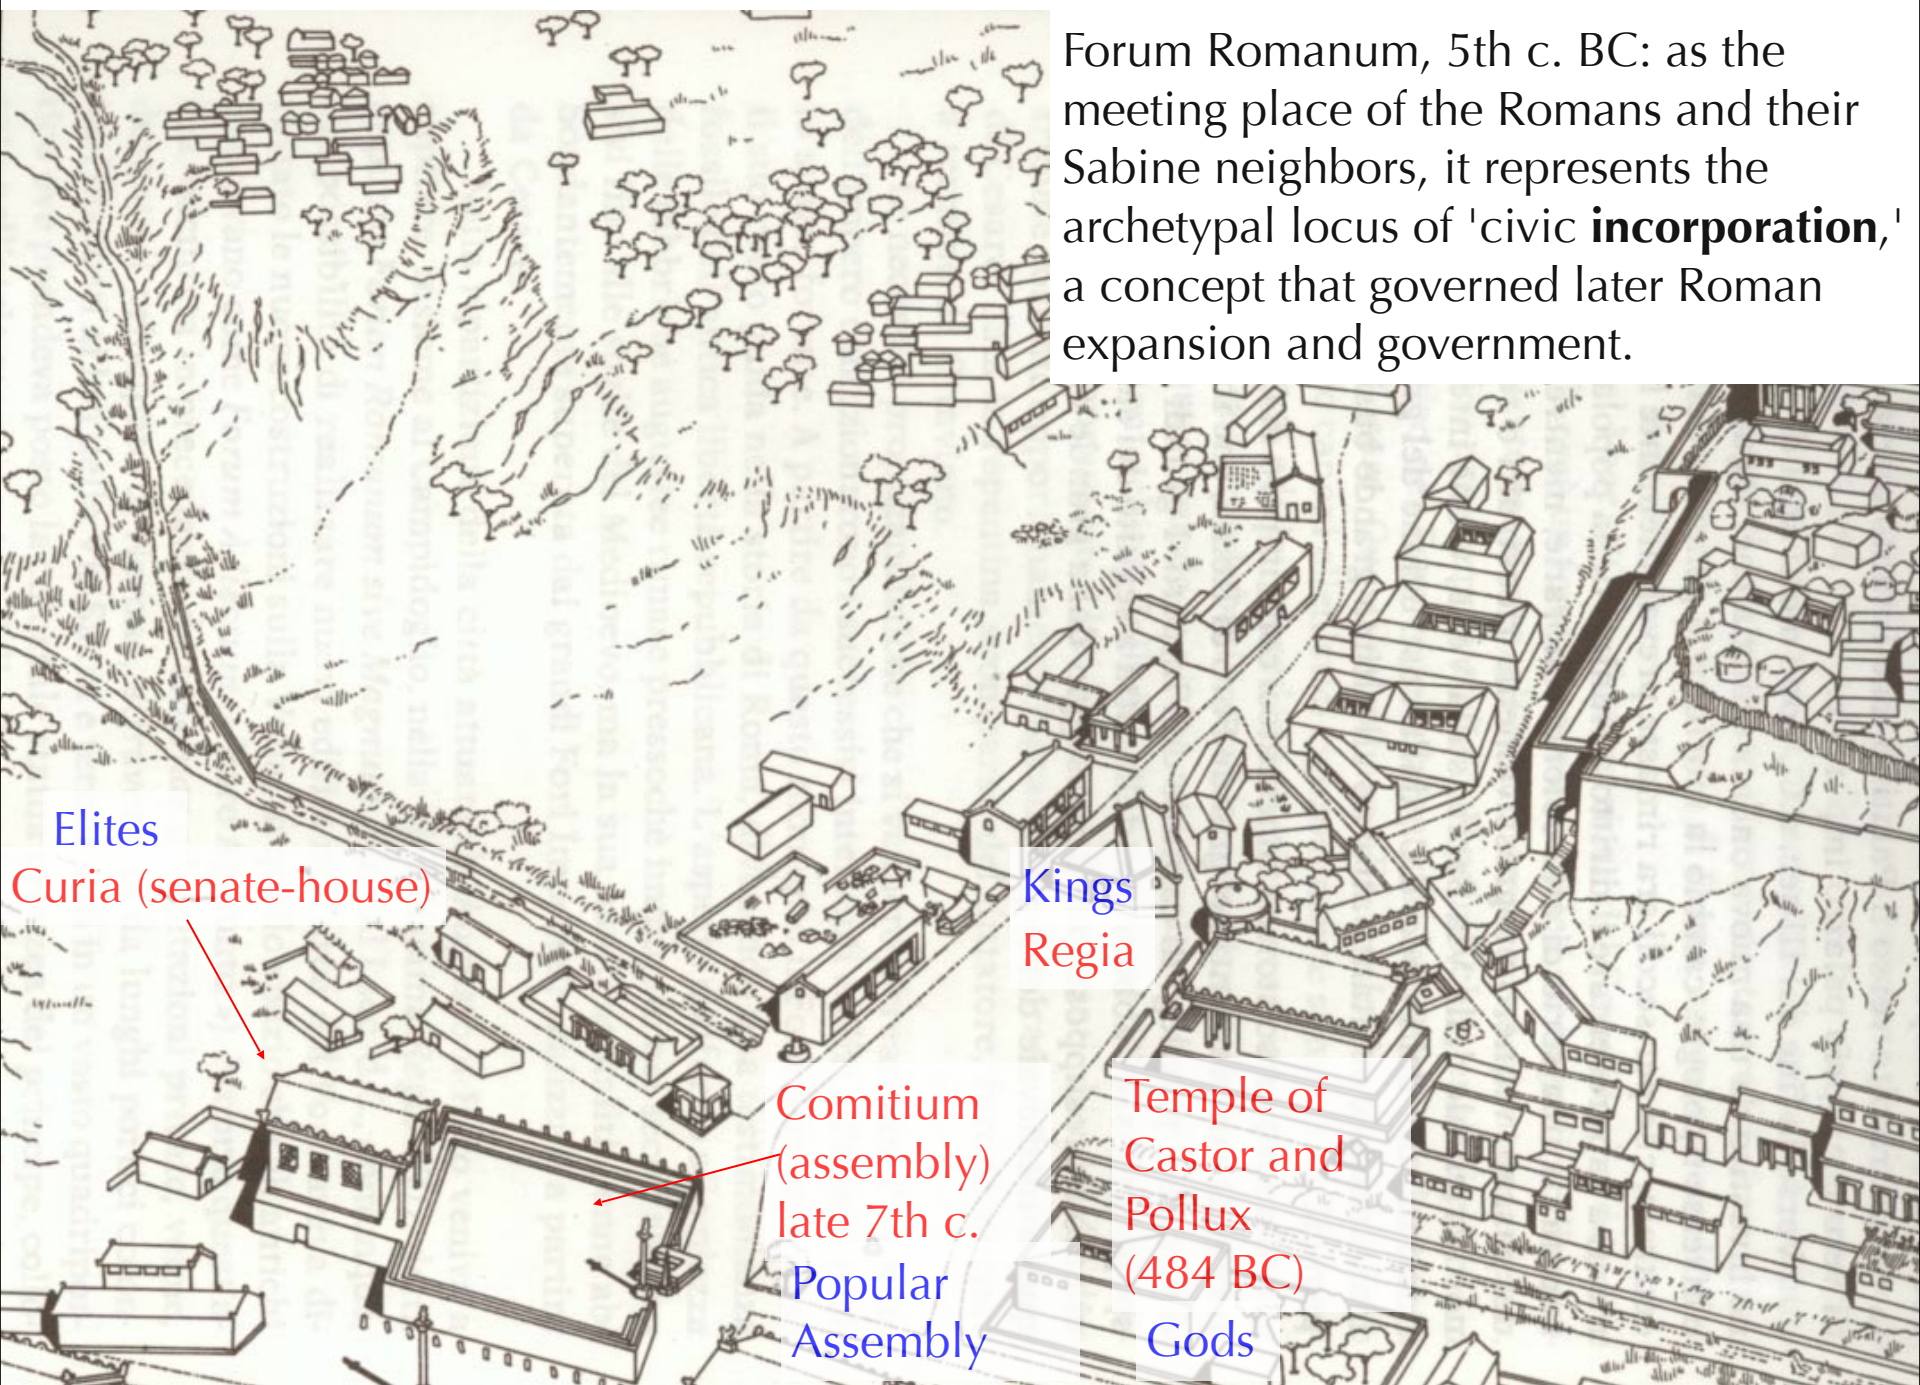 Forum Romanum, 5th c. BC: as the
meeting place of the Romans and their
Sabine neighbors, it represents the
archetypal locus of 'civic incorporation,'
a concept that governed later Roman
expansion and government.
Elites
Curia (senate-house)
Kings
Regia
Comitium
(assembly)
late 7th c.
Popular
Assembly
Temple of
Castor and
Pollux
(484 BC)
Gods